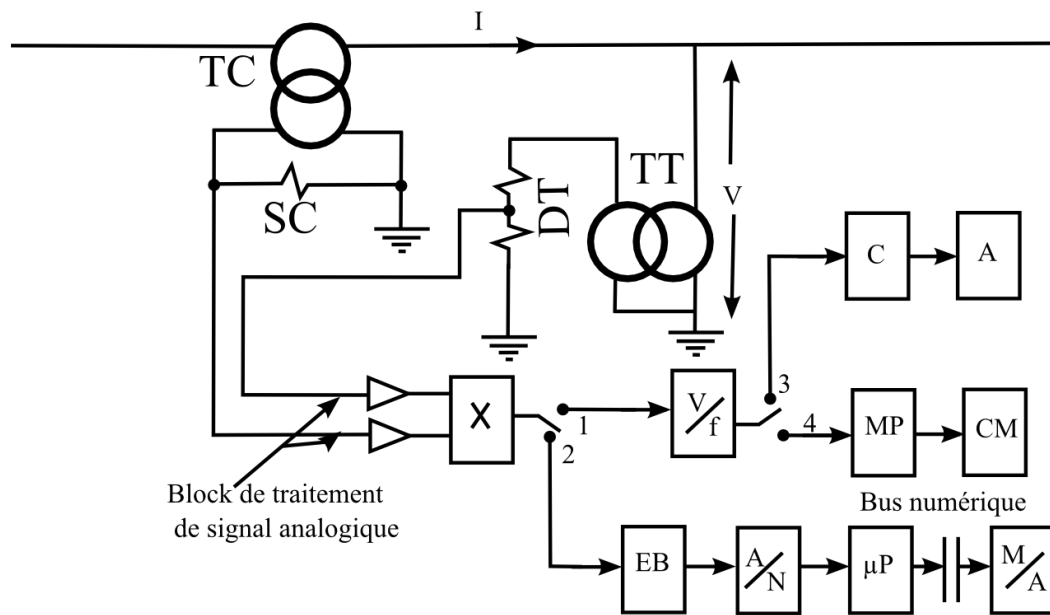 I
TC
SC
DT
TT
V
C
A
X
1
2
V/f
3
4
MP
CM
Block de traitement
de signal analogique
Bus numérique
EB
A/N
µP
M/A